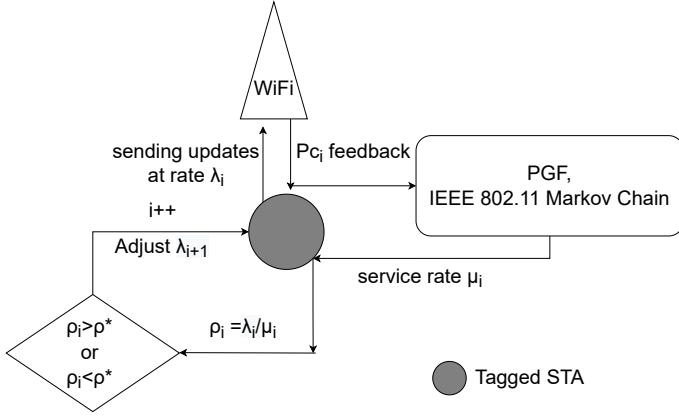 WiFi
sending updates
at rate λᵢ
Pcᵢ feedback
PGF,
IEEE 802.11 Markov Chain
i++
Adjust λᵢ₊₁
service rate μᵢ
ρᵢ =λᵢ/μᵢ
ρᵢ>ρ*
or
ρᵢ<ρ*
Tagged STA